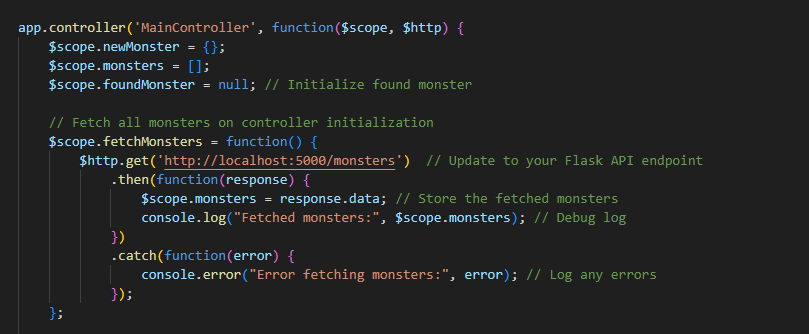 app.controller('MainController', function($scope, $http) {
    $scope.newMonster = {};
    $scope.monsters = [];
    $scope.foundMonster = null; // Initialize found monster
    // Fetch all monsters on controller initialization
    $scope.fetchMonsters = function() {
        $http.get('http://localhost:5000/monsters')  // Update to your Flask API endpoint
            .then(function(response) {
                $scope.monsters = response.data; // Store the fetched monsters
                console.log("Fetched monsters:", $scope.monsters); // Debug log
            })
            .catch(function(error) {
                console.error("Error fetching monsters:", error); // Log any errors
            });
    };